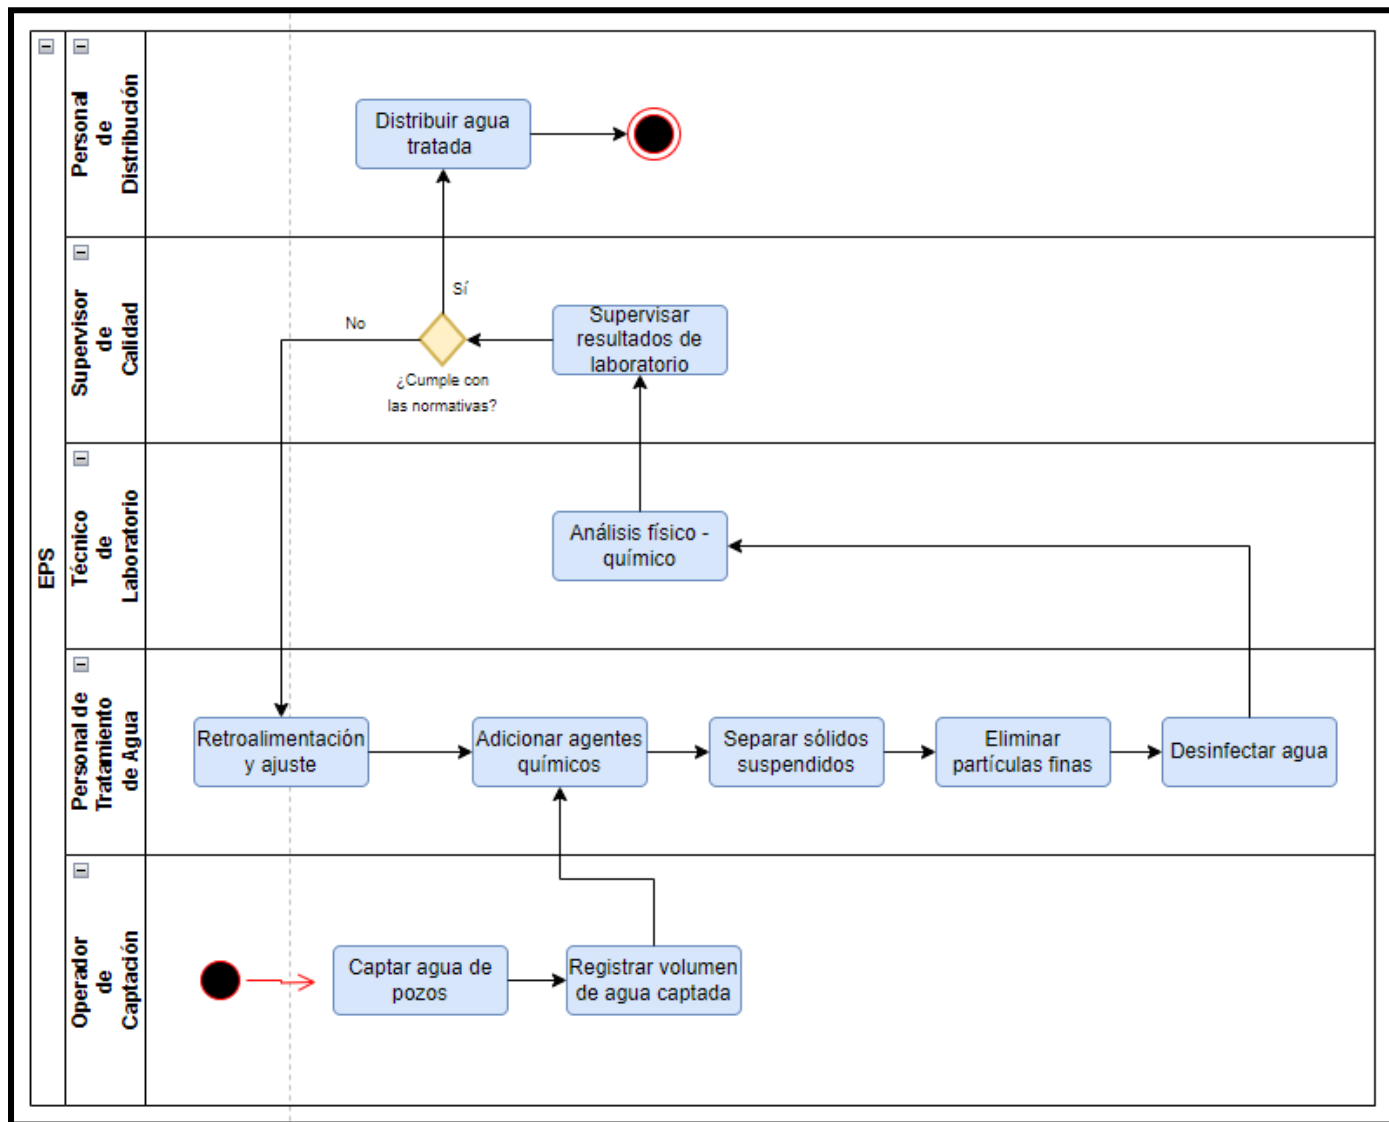 EPS
Personal
de
Distribución
Distribuir agua
tratada
Supervisor
de
Calidad
Sí
No
¿Cumple con
las normativas?
Supervisar
resultados de
laboratorio
Técnico
de
Laboratorio
Análisis físico -
químico
Personal de
Tratamiento
de Agua
Retroalimentación
y ajuste
Adicionar agentes
químicos
Separar sólidos
suspendidos
Eliminar
partículas finas
Desinfectar agua
Operador
de
Captación
Captar agua de
pozos
Registrar volumen
de agua captada